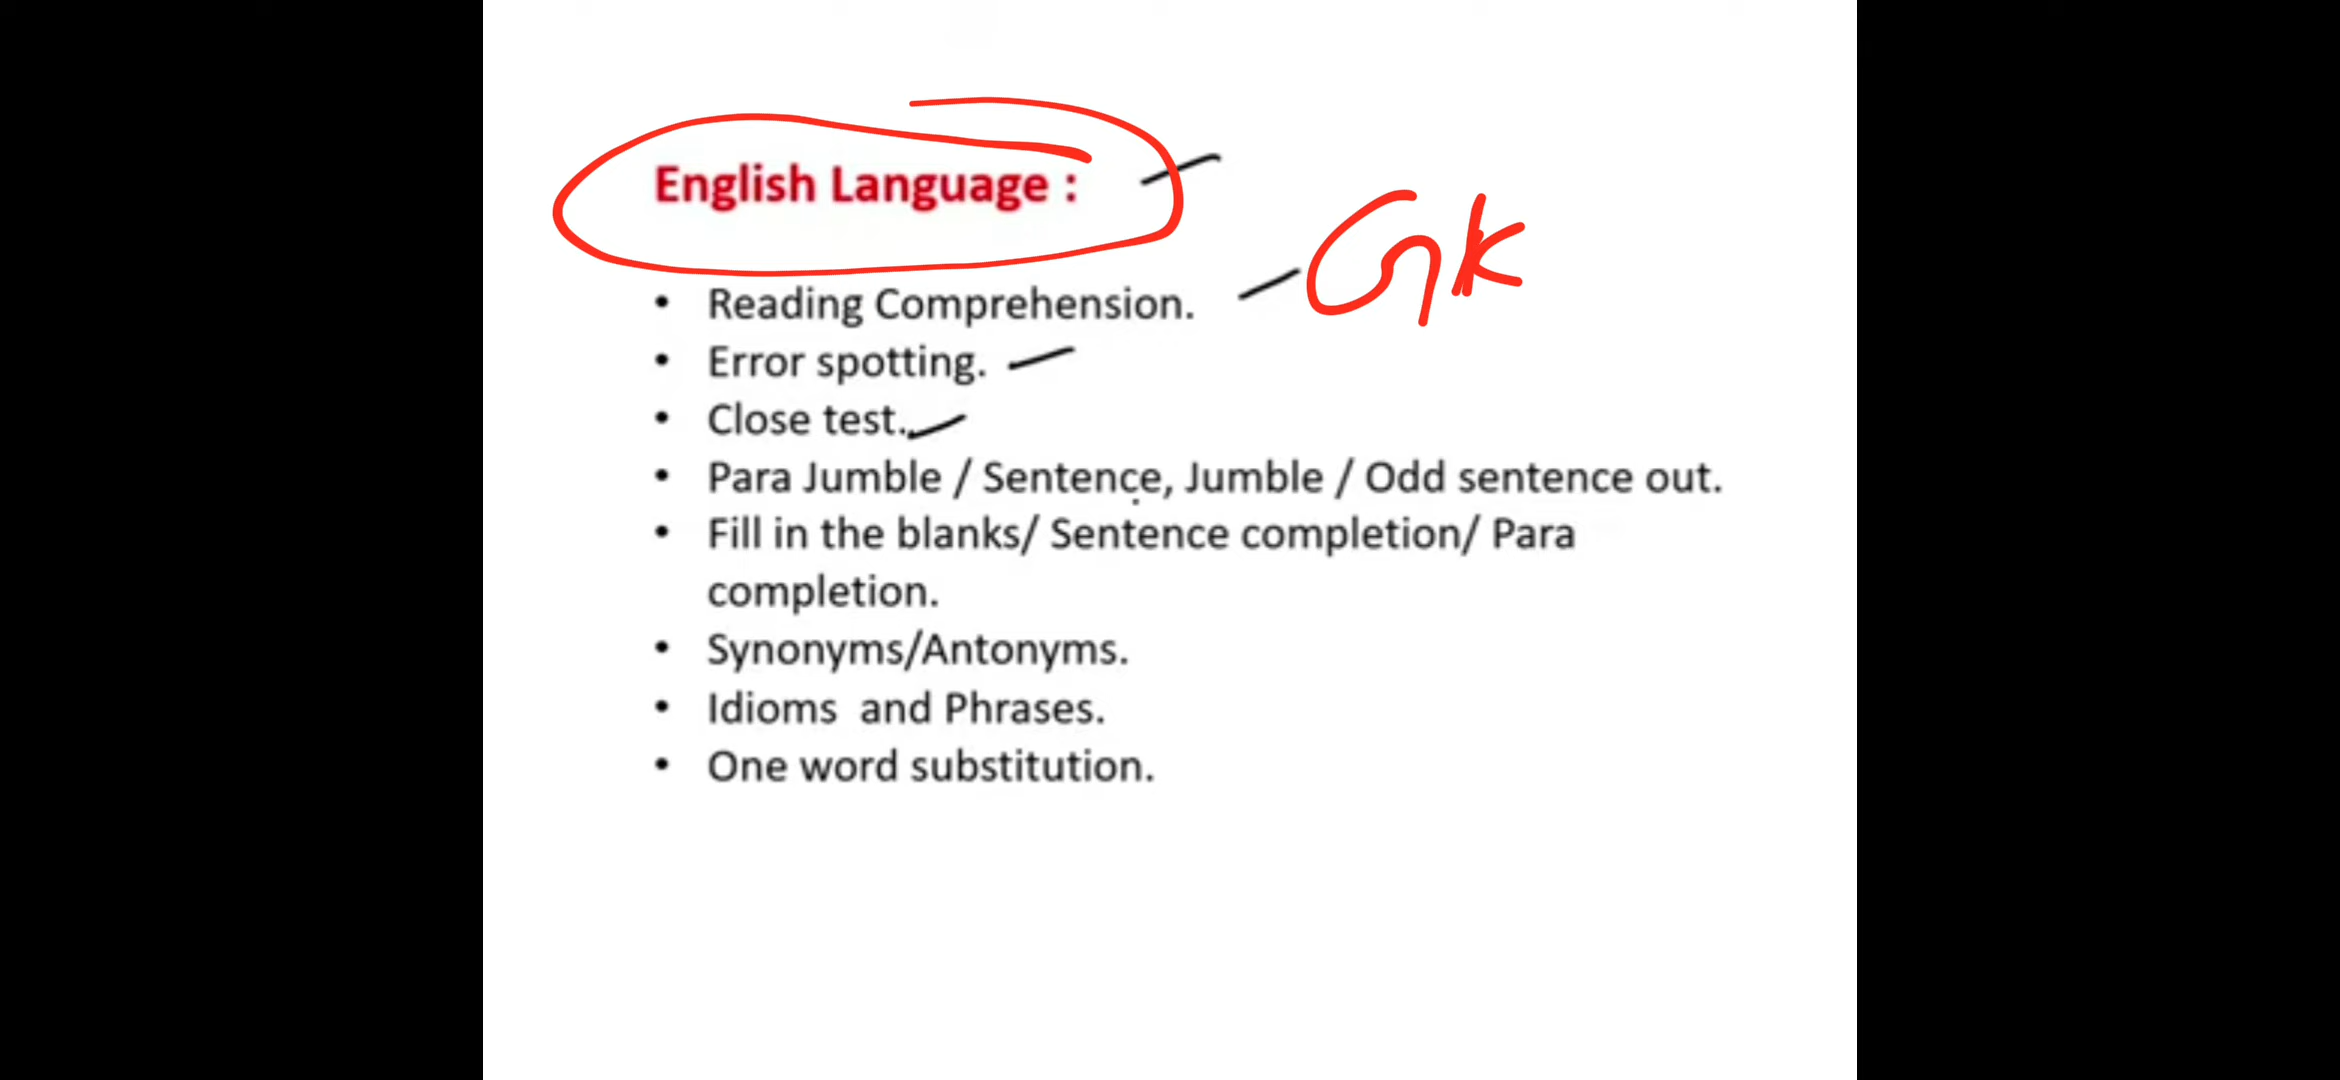 English Language :
Gk
• Reading Comprehension.
• Error spotting.
• Close test.
• Para Jumble / Sentence, Jumble / Odd sentence out.
• Fill in the blanks/ Sentence completion/ Para
completion.
• Synonyms/Antonyms.
• Idioms and Phrases.
• One word substitution.